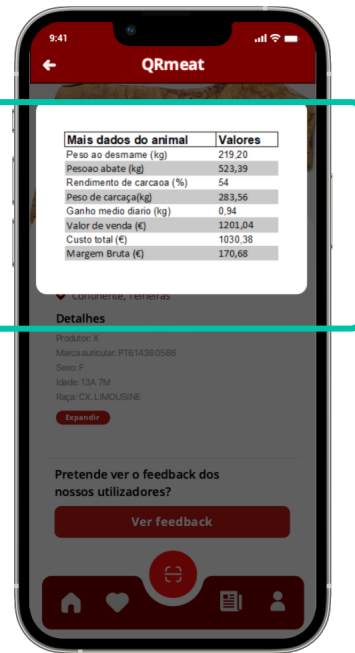 9:41
QRmeat
Mais dados do animal Valores
Peso ao desmame (kg) 219,20
Pesoao abate (kg) 523,39
Rendimento de carcaoa (%) 54
Peso de carcaça(kg) 283,56
Ganho medio diario (kg) 0,94
Valor de venda (€) 1201,04
Custo total (€) 1030,38
Margem Bruta (€) 170,68
Continente, Telheiras
Detalhes
Produtor: X
Marca auricular: PT614360586
Sexo: F
Idade: 13A 7M
Raça: CX. LIMOUSINE
Expandir
Pretende ver o feedback dos
nossos utilizadores?
Ver feedback